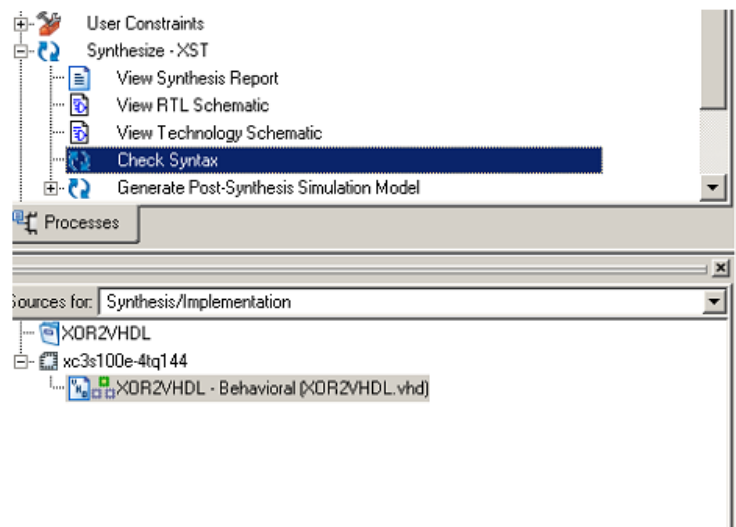 User Constraints
Synthesize - XST
View Synthesis Report
View RTL Schematic
View Technology Schematic
Check Syntax
Generate Post-Synthesis Simulation Model
Processes
Sources for: Synthesis/Implementation
XOR2VHDL
xc3s100e-4tq144
XOR2VHDL - Behavioral (XOR2VHDL.vhd)